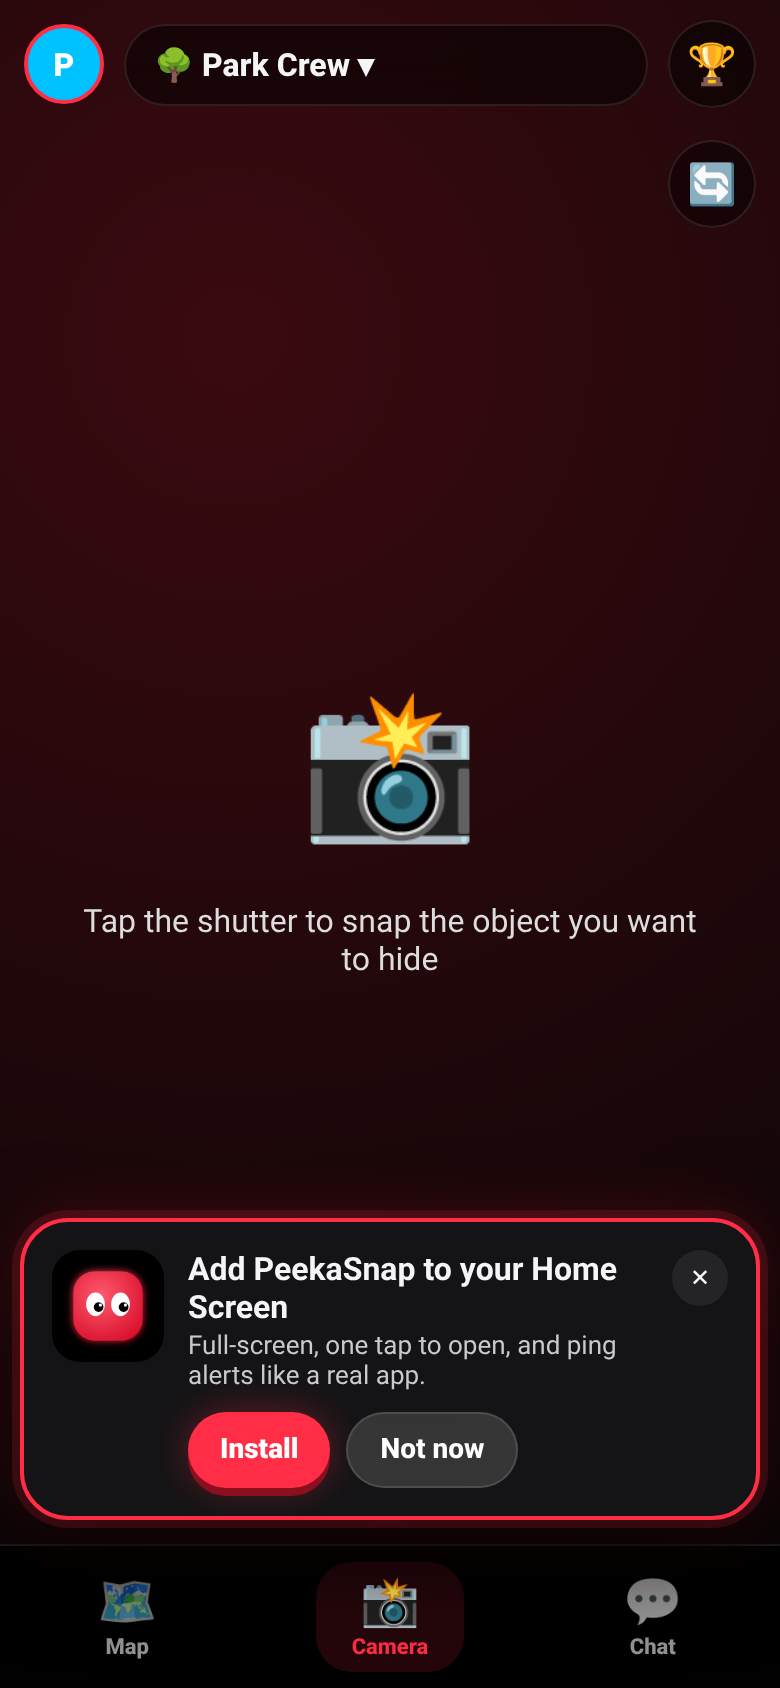 P
Park Crew ▾
Tap the shutter to snap the object you want
to hide
Add PeekaSnap to your Home
Screen
×
Full-screen, one tap to open, and ping
alerts like a real app.
Install
Not now
Map
Camera
Chat